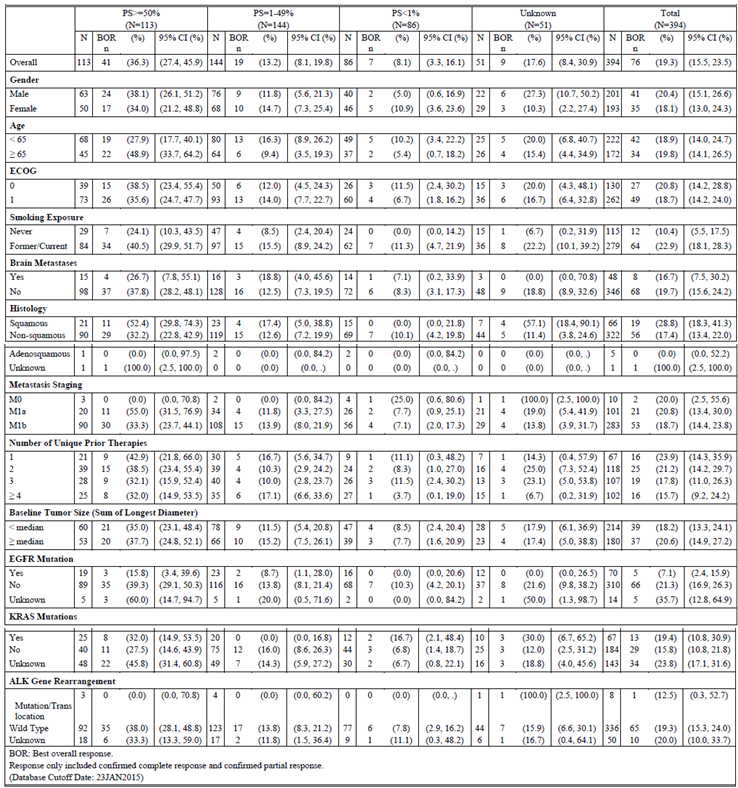 PS>=50% (N=113) PS=1-49% (N=144) PS<1% (N=86) Unknown (N=51) Total (N=394)
N BOR n (%) 95% CI (%) N BOR n (%) 95% CI (%) N BOR n (%) 95% CI (%) N BOR n (%) 95% CI (%) N BOR n (%) 95% CI (%)
Overall 113 41 (36.3) (27.4, 45.9) 144 19 (13.2) (8.1, 19.8) 86 7 (8.1) (3.3, 16.1) 51 9 (17.6) (8.4, 30.9) 394 76 (19.3) (15.5, 23.5)
Gender
Male 63 24 (38.1) (26.1, 51.2) 76 9 (11.8) (5.6, 21.3) 40 2 (5.0) (0.6, 16.9) 22 6 (27.3) (10.7, 50.2) 201 41 (20.4) (15.1, 26.6)
Female 50 17 (34.0) (21.2, 48.8) 68 10 (14.7) (7.3, 25.4) 46 5 (10.9) (3.6, 23.6) 29 3 (10.3) (2.2, 27.4) 193 35 (18.1) (13.0, 24.3)
Age
< 65 68 19 (27.9) (17.7, 40.1) 80 13 (16.3) (8.9, 26.2) 49 5 (10.2) (3.4, 22.2) 25 5 (20.0) (6.8, 40.7) 222 42 (18.9) (14.0, 24.7)
≥ 65 45 22 (48.9) (33.7, 64.2) 64 6 (9.4) (3.5, 19.3) 37 2 (5.4) (0.7, 18.2) 26 4 (15.4) (4.4, 34.9) 172 34 (19.8) (14.1, 26.5)
ECOG
0 39 15 (38.5) (23.4, 55.4) 50 6 (12.0) (4.5, 24.3) 26 3 (11.5) (2.4, 30.2) 15 3 (20.0) (4.3, 48.1) 130 27 (20.8) (14.2, 28.8)
1 73 26 (35.6) (24.7, 47.7) 93 13 (14.0) (7.7, 22.7) 60 4 (6.7) (1.8, 16.2) 36 6 (16.7) (6.4, 32.8) 262 49 (18.7) (14.2, 24.0)
Smoking Exposure
Never 29 7 (24.1) (10.3, 43.5) 47 4 (8.5) (2.4, 20.4) 24 0 (0.0) (0.0, 14.2) 15 1 (6.7) (0.2, 31.9) 115 12 (10.4) (5.5, 17.5)
Former/Current 84 34 (40.5) (29.9, 51.7) 97 15 (15.5) (8.9, 24.2) 62 7 (11.3) (4.7, 21.9) 36 8 (22.2) (10.1, 39.2) 279 64 (22.9) (18.1, 28.3)
Brain Metastases
Yes 15 4 (26.7) (7.8, 55.1) 16 3 (18.8) (4.0, 45.6) 14 1 (7.1) (0.2, 33.9) 3 0 (0.0) (0.0, 70.8) 48 8 (16.7) (7.5, 30.2)
No 98 37 (37.8) (28.2, 48.1) 128 16 (12.5) (7.3, 19.5) 72 6 (8.3) (3.1, 17.3) 48 9 (18.8) (8.9, 32.6) 346 68 (19.7) (15.6, 24.2)
Histology
Squamous 21 11 (52.4) (29.8, 74.3) 23 4 (17.4) (5.0, 38.8) 15 0 (0.0) (0.0, 21.8) 7 4 (57.1) (18.4, 90.1) 66 19 (28.8) (18.3, 41.3)
Non-squamous 90 29 (32.2) (22.8, 42.9) 119 15 (12.6) (7.2, 19.9) 69 7 (10.1) (4.2, 19.8) 44 5 (11.4) (3.8, 24.6) 322 56 (17.4) (13.4, 22.0)
Adenosquamous 1 0 (0.0) (0.0, 97.5) 2 0 (0.0) (0.0, 84.2) 2 0 (0.0) (0.0, 84.2) 0 0 (0.0) (0.0, .) 5 0 (0.0) (0.0, 52.2)
Unknown 1 1 (100.0) (2.5, 100.0) 0 0 (0.0) (0.0, .) 0 0 (0.0) (0.0, .) 0 0 (0.0) (0.0, .) 1 1 (100.0) (2.5, 100.0)
Metastasis Staging
M0 3 0 (0.0) (0.0, 70.8) 2 0 (0.0) (0.0, 84.2) 4 1 (25.0) (0.6, 80.6) 1 1 (100.0) (2.5, 100.0) 10 2 (20.0) (2.5, 55.6)
M1a 20 11 (55.0) (31.5, 76.9) 34 4 (11.8) (3.3, 27.5) 26 2 (7.7) (0.9, 25.1) 21 4 (19.0) (5.4, 41.9) 101 21 (20.8) (13.4, 30.0)
M1b 90 30 (33.3) (23.7, 44.1) 108 15 (13.9) (8.0, 21.9) 56 4 (7.1) (2.0, 17.3) 29 4 (13.8) (3.9, 31.7) 283 53 (18.7) (14.4, 23.8)
Number of Unique Prior Therapies
1 21 9 (42.9) (21.8, 66.0) 30 5 (16.7) (5.6, 34.7) 9 1 (11.1) (0.3, 48.2) 7 1 (14.3) (0.4, 57.9) 67 16 (23.9) (14.3, 35.9)
2 39 15 (38.5) (23.4, 55.4) 39 4 (10.3) (2.9, 24.2) 24 2 (8.3) (1.0, 27.0) 16 4 (25.0) (7.3, 52.4) 118 25 (21.2) (14.2, 29.7)
3 28 9 (32.1) (15.9, 52.4) 40 4 (10.0) (2.8, 23.7) 26 3 (11.5) (2.4, 30.2) 13 3 (23.1) (5.0, 53.8) 107 19 (17.8) (11.0, 26.3)
≥ 4 25 8 (32.0) (14.9, 53.5) 35 6 (17.1) (6.6, 33.6) 27 1 (3.7) (0.1, 19.0) 15 1 (6.7) (0.2, 31.9) 102 16 (15.7) (9.2, 24.2)
Baseline Tumor Size (Sum of Longest Diameter)
< median 60 21 (35.0) (23.1, 48.4) 78 9 (11.5) (5.4, 20.8) 47 4 (8.5) (2.4, 20.4) 28 5 (17.9) (6.1, 36.9) 214 39 (18.2) (13.3, 24.1)
≥ median 53 20 (37.7) (24.8, 52.1) 66 10 (15.2) (7.5, 26.1) 39 3 (7.7) (1.6, 20.9) 23 4 (17.4) (5.0, 38.8) 180 37 (20.6) (14.9, 27.2)
EGFR Mutation
Yes 19 3 (15.8) (3.4, 39.6) 23 2 (8.7) (1.1, 28.0) 16 0 (0.0) (0.0, 20.6) 12 0 (0.0) (0.0, 26.5) 70 5 (7.1) (2.4, 15.9)
No 89 35 (39.3) (29.1, 50.3) 116 16 (13.8) (8.1, 21.4) 68 7 (10.3) (4.2, 20.1) 37 8 (21.6) (9.8, 38.2) 310 66 (21.3) (16.9, 26.3)
Unknown 5 3 (60.0) (14.7, 94.7) 5 1 (20.0) (0.5, 71.6) 2 0 (0.0) (0.0, 84.2) 2 1 (50.0) (1.3, 98.7) 14 5 (35.7) (12.8, 64.9)
KRAS Mutations
Yes 25 8 (32.0) (14.9, 53.5) 20 0 (0.0) (0.0, 16.8) 12 2 (16.7) (2.1, 48.4) 10 3 (30.0) (6.7, 65.2) 67 13 (19.4) (10.8, 30.9)
No 40 11 (27.5) (14.6, 43.9) 75 12 (16.0) (8.6, 26.3) 44 3 (6.8) (1.4, 18.7) 25 3 (12.0) (2.5, 31.2) 184 29 (15.8) (10.8, 21.8)
Unknown 48 22 (45.8) (31.4, 60.8) 49 7 (14.3) (5.9, 27.2) 30 2 (6.7) (0.8, 22.1) 16 3 (18.8) (4.0, 45.6) 143 34 (23.8) (17.1, 31.6)
ALK Gene Rearrangement
Mutation/Trans location 3 0 (0.0) (0.0, 70.8) 4 0 (0.0) (0.0, 60.2) 0 0 (0.0) (0.0, .) 1 1 (100.0) (2.5, 100.0) 8 1 (12.5) (0.3, 52.7)
Wild Type 92 35 (38.0) (28.1, 48.8) 123 17 (13.8) (8.3, 21.2) 77 6 (7.8) (2.9, 16.2) 44 7 (15.9) (6.6, 30.1) 336 65 (19.3) (15.3, 24.0)
Unknown 18 6 (33.3) (13.3, 59.0) 17 2 (11.8) (1.5, 36.4) 9 1 (11.1) (0.3, 48.2) 6 1 (16.7) (0.4, 64.1) 50 10 (20.0) (10.0, 33.7)
BOR: Best overall response.
Response only included confirmed complete response and confirmed partial response.
(Database Cutoff Date: 23JAN2015)